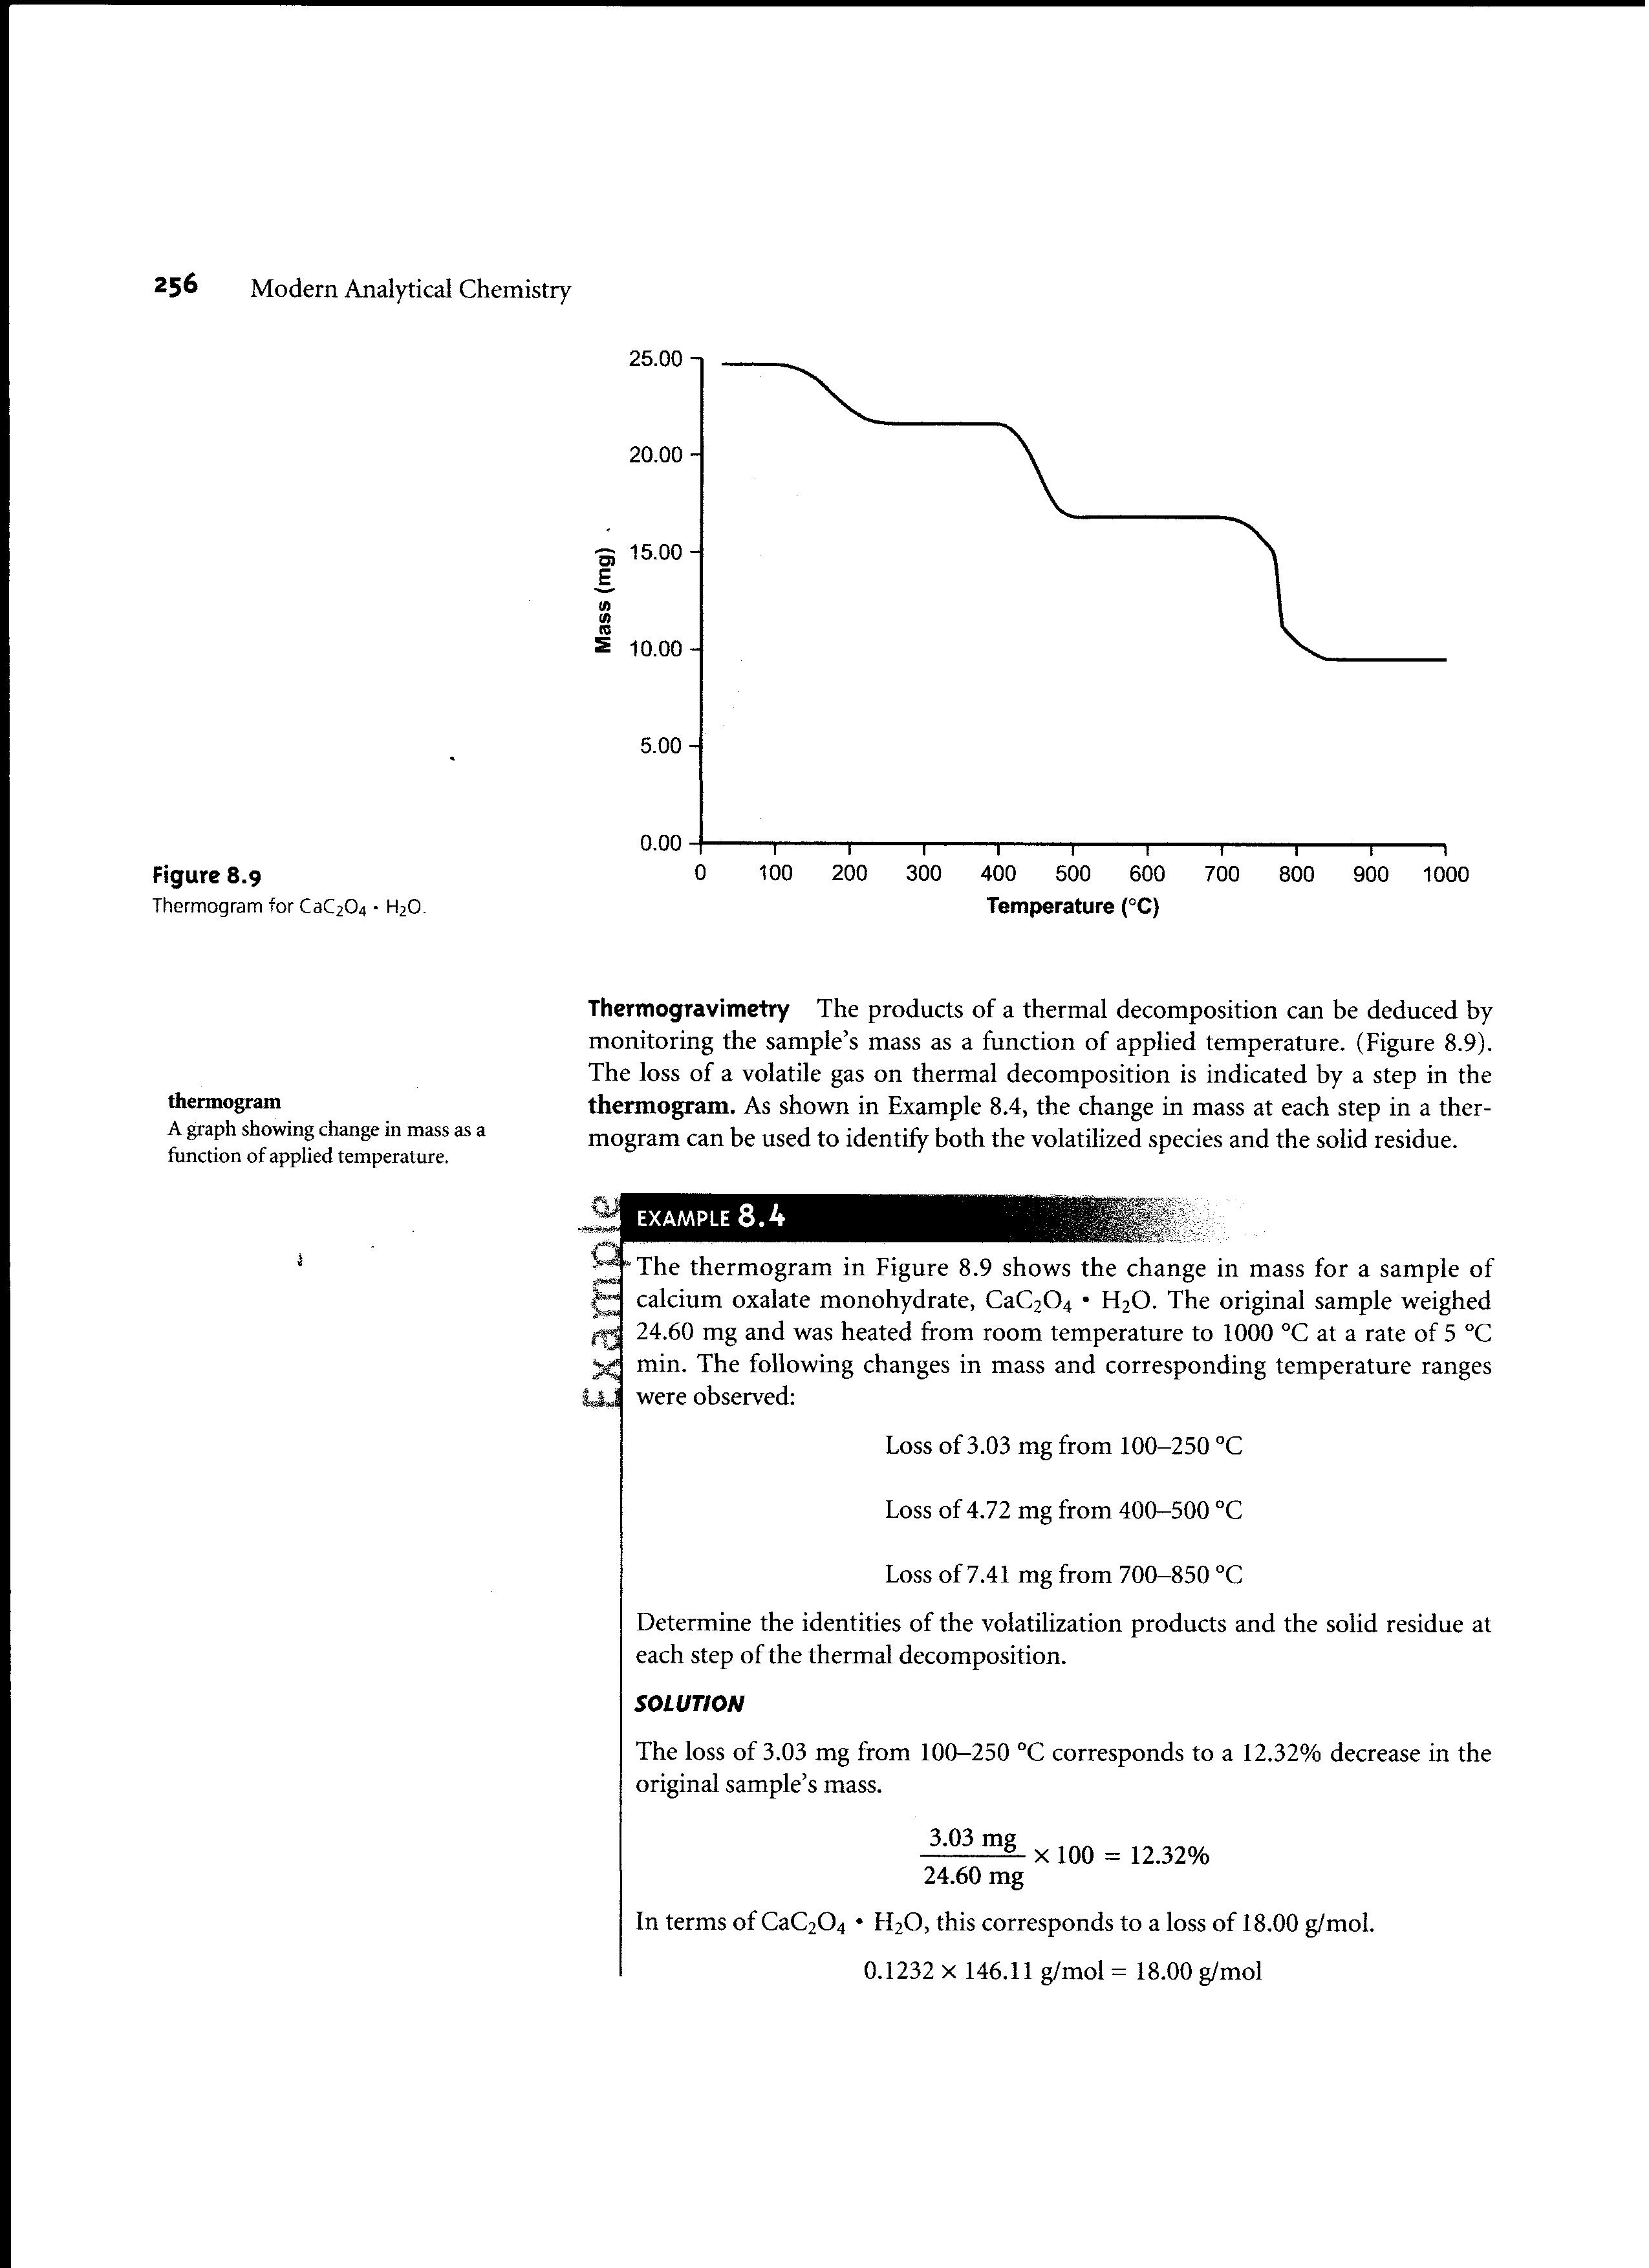 256 Modern Analytical Chemistry
25.00
20.00
15.00
10.00
5.00
0.00
Mass (mg)
0 100 200 300 400 500 600 700 800 900 1000
Temperature (°C)
Figure 8.9
Thermogram for CaC₂O₄ • H₂O.
Thermogravimetry The products of a thermal decomposition can be deduced by
monitoring the sample’s mass as a function of applied temperature. (Figure 8.9).
The loss of a volatile gas on thermal decomposition is indicated by a step in the
thermogram. As shown in Example 8.4, the change in mass at each step in a ther-
mogram can be used to identify both the volatilized species and the solid residue.
thermogram
A graph showing change in mass as a
function of applied temperature.
Example
EXAMPLE 8.4
The thermogram in Figure 8.9 shows the change in mass for a sample of
calcium oxalate monohydrate, CaC₂O₄ • H₂O. The original sample weighed
24.60 mg and was heated from room temperature to 1000 °C at a rate of 5 °C
min. The following changes in mass and corresponding temperature ranges
were observed:
Loss of 3.03 mg from 100–250 °C
Loss of 4.72 mg from 400–500 °C
Loss of 7.41 mg from 700–850 °C
Determine the identities of the volatilization products and the solid residue at
each step of the thermal decomposition.
SOLUTION
The loss of 3.03 mg from 100–250 °C corresponds to a 12.32% decrease in the
original sample’s mass.
3.03 mg
24.60 mg
× 100 = 12.32%
In terms of CaC₂O₄ • H₂O, this corresponds to a loss of 18.00 g/mol.
0.1232 × 146.11 g/mol = 18.00 g/mol